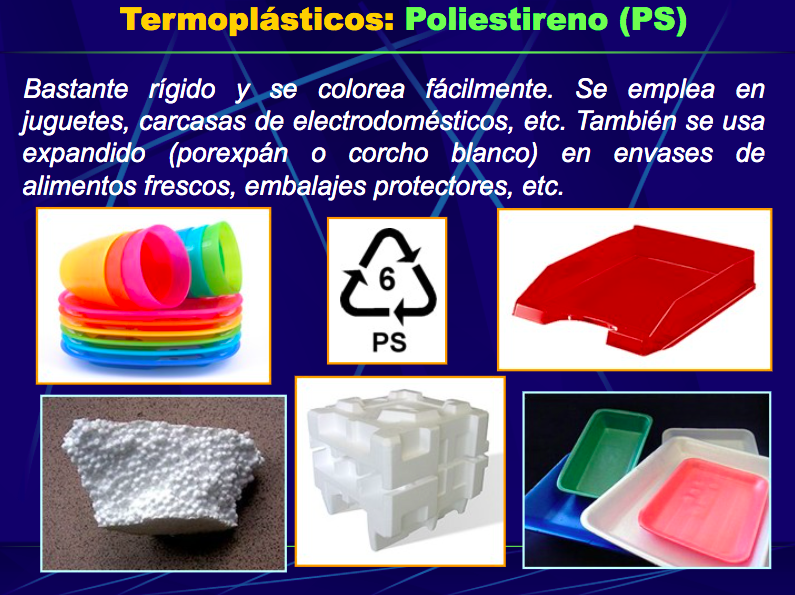 Termoplásticos: Poliestireno (PS)
Bastante rígido y se colorea fácilmente. Se emplea en
juguetes, carcasas de electrodomésticos, etc. También se usa
expandido (porexpán o corcho blanco) en envases de
alimentos frescos, embalajes protectores, etc.
6
PS